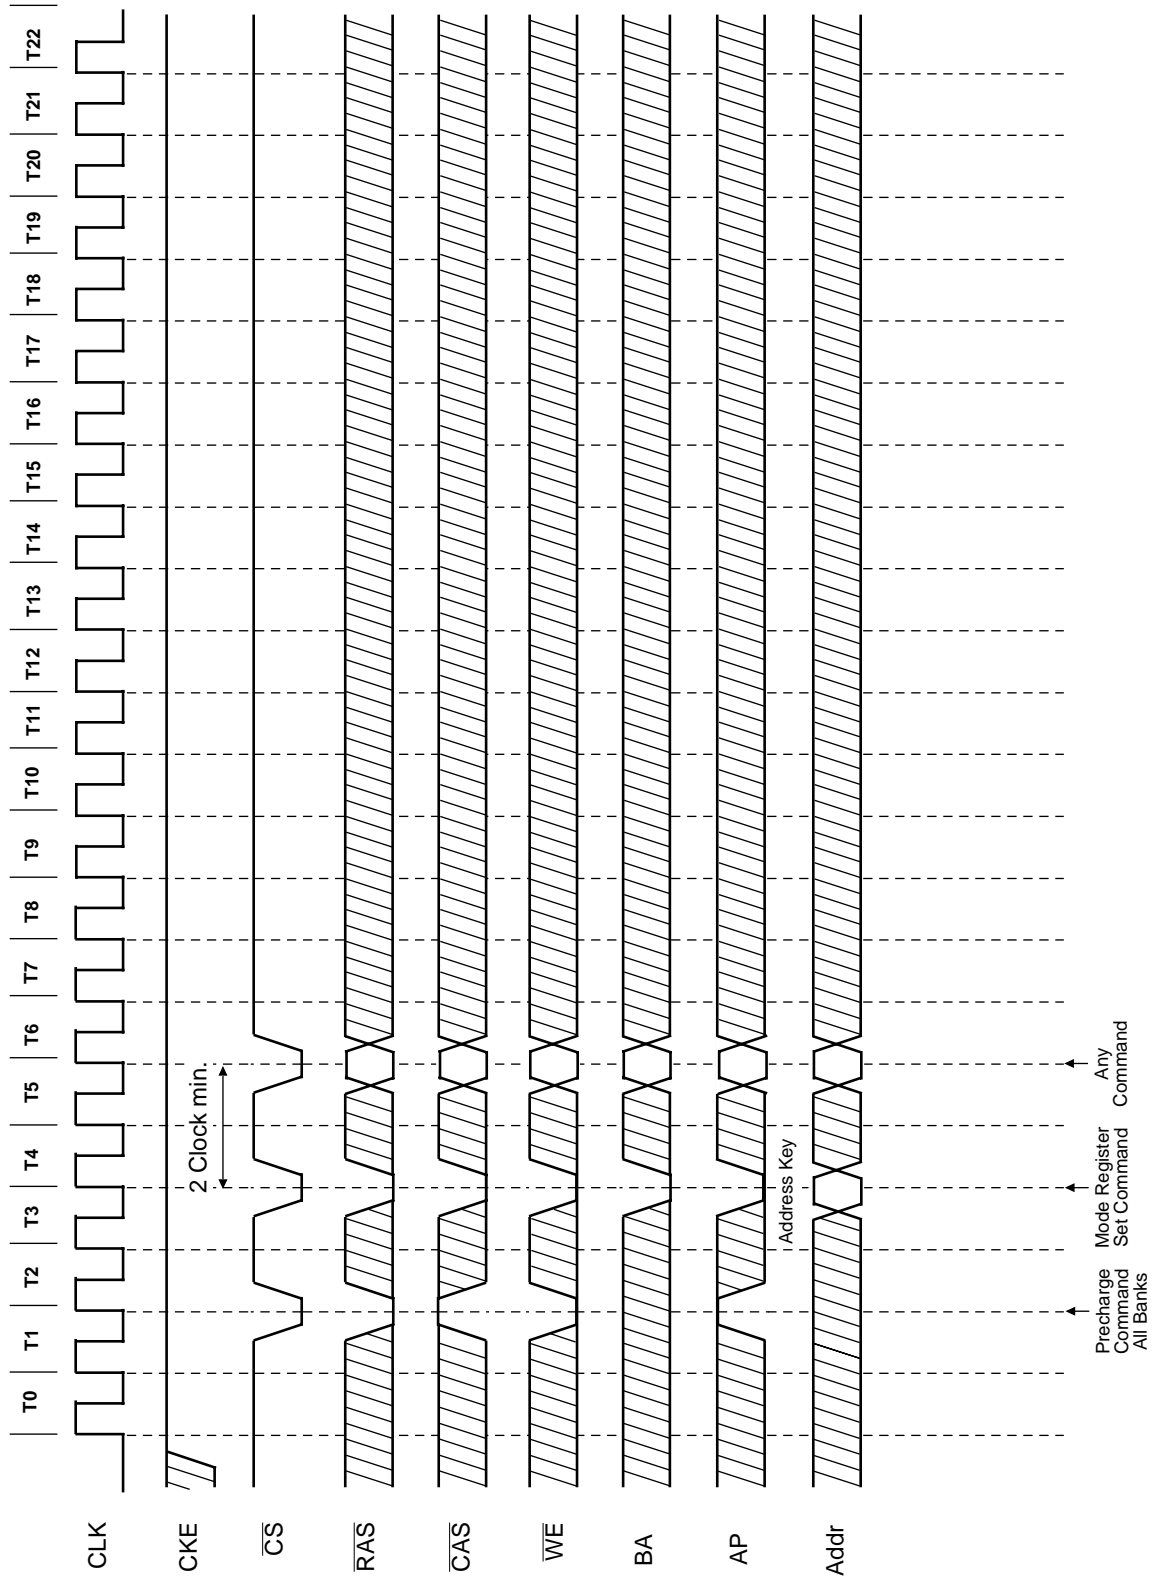 T0 T1 T2 T3 T4 T5 T6 T7 T8 T9 T10 T11 T12 T13 T14 T15 T16 T17 T18 T19 T20 T21 T22
CLK
CKE
2 Clock min.
CS
RAS
CAS
WE
BA
AP
Address Key
Addr
Precharge
Command
All Banks
Mode Register
Set Command
Any
Command